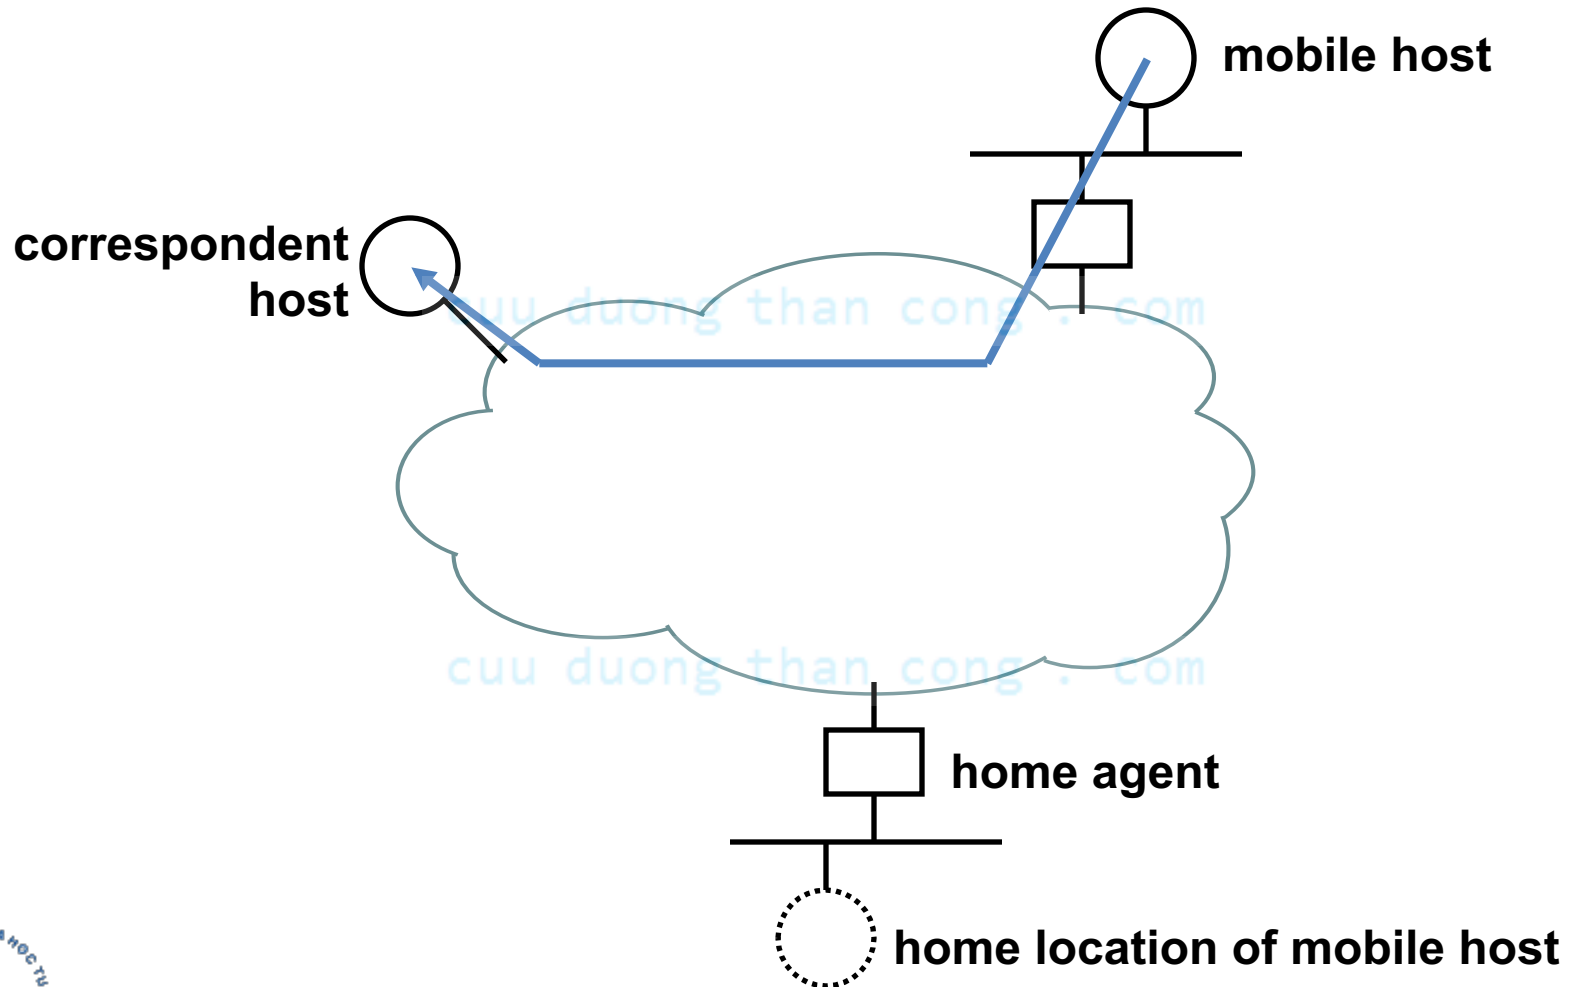 mobile host
correspondent
host
cuu duong than cong . com
cuu duong than cong . com
home agent
home location of mobile host